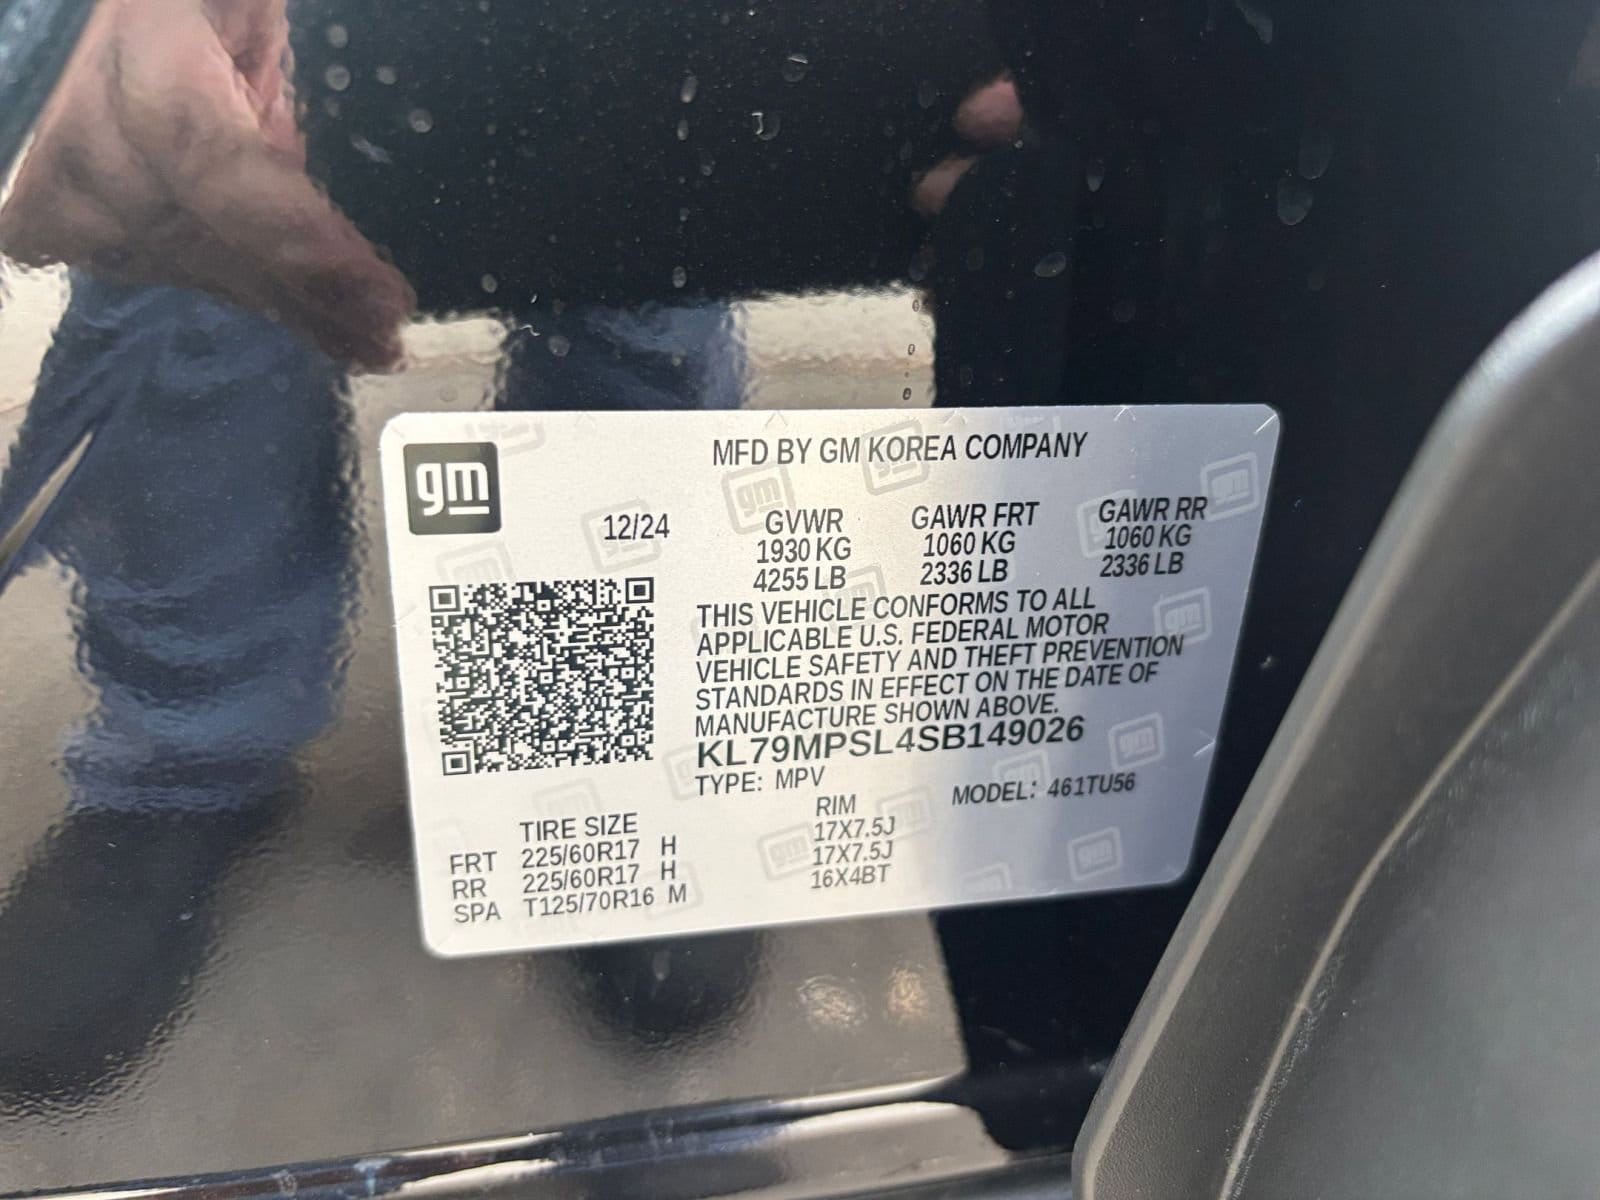 gm
MFD BY GM KOREA COMPANY
12/24
GVWR GAWR FRT GAWR RR
1930 KG 1060 KG 1060 KG
4255 LB 2336 LB 2336 LB
THIS VEHICLE CONFORMS TO ALL
APPLICABLE U.S. FEDERAL MOTOR
VEHICLE SAFETY AND THEFT PREVENTION
STANDARDS IN EFFECT ON THE DATE OF
MANUFACTURE SHOWN ABOVE.
KL79MPSL4SB149026
TYPE: MPV MODEL: 461TU56
TIRE SIZE RIM
FRT 225/60R17 H 17X7.5J
RR 225/60R17 H 17X7.5J
SPA T125/70R16 M 16X4BT